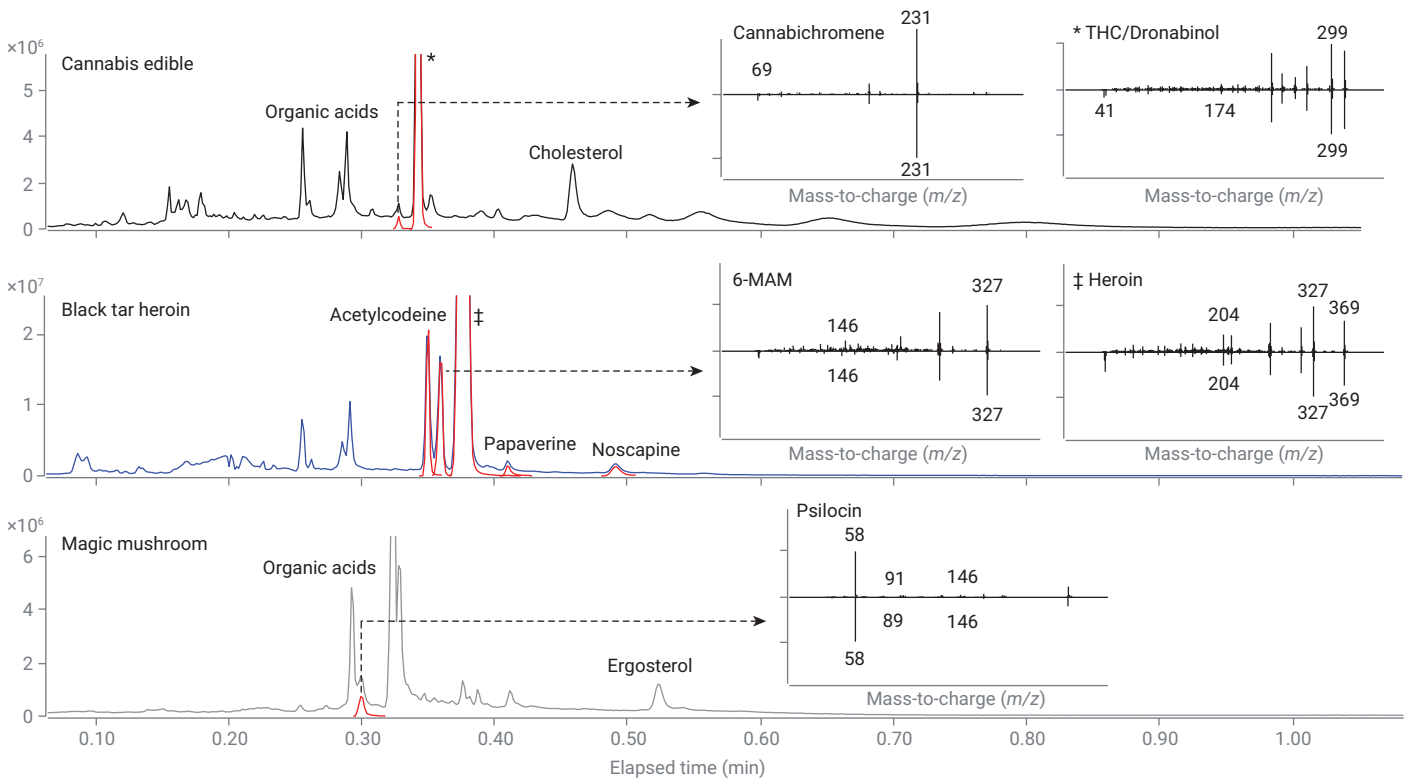 ×10⁶
Cannabis edible
5
4
2
0
Organic acids
*
Cholesterol
Cannabichromene
231
69
231
Mass-to-charge (m/z)
* THC/Dronabinol
299
41
174
299
Mass-to-charge (m/z)
×10⁷
Black tar heroin
2
1
0
Acetylcodeine
‡
Papaverine
Noscapine
6-MAM
327
146
146
327
Mass-to-charge (m/z)
‡ Heroin
327
369
204
204
369
327
Mass-to-charge (m/z)
×10⁶
Magic mushroom
6
4
2
0
Organic acids
Ergosterol
Psilocin
58
91
146
89
146
58
Mass-to-charge (m/z)
0.10 0.20 0.30 0.40 0.50 0.60 0.70 0.80 0.90 1.00
Elapsed time (min)